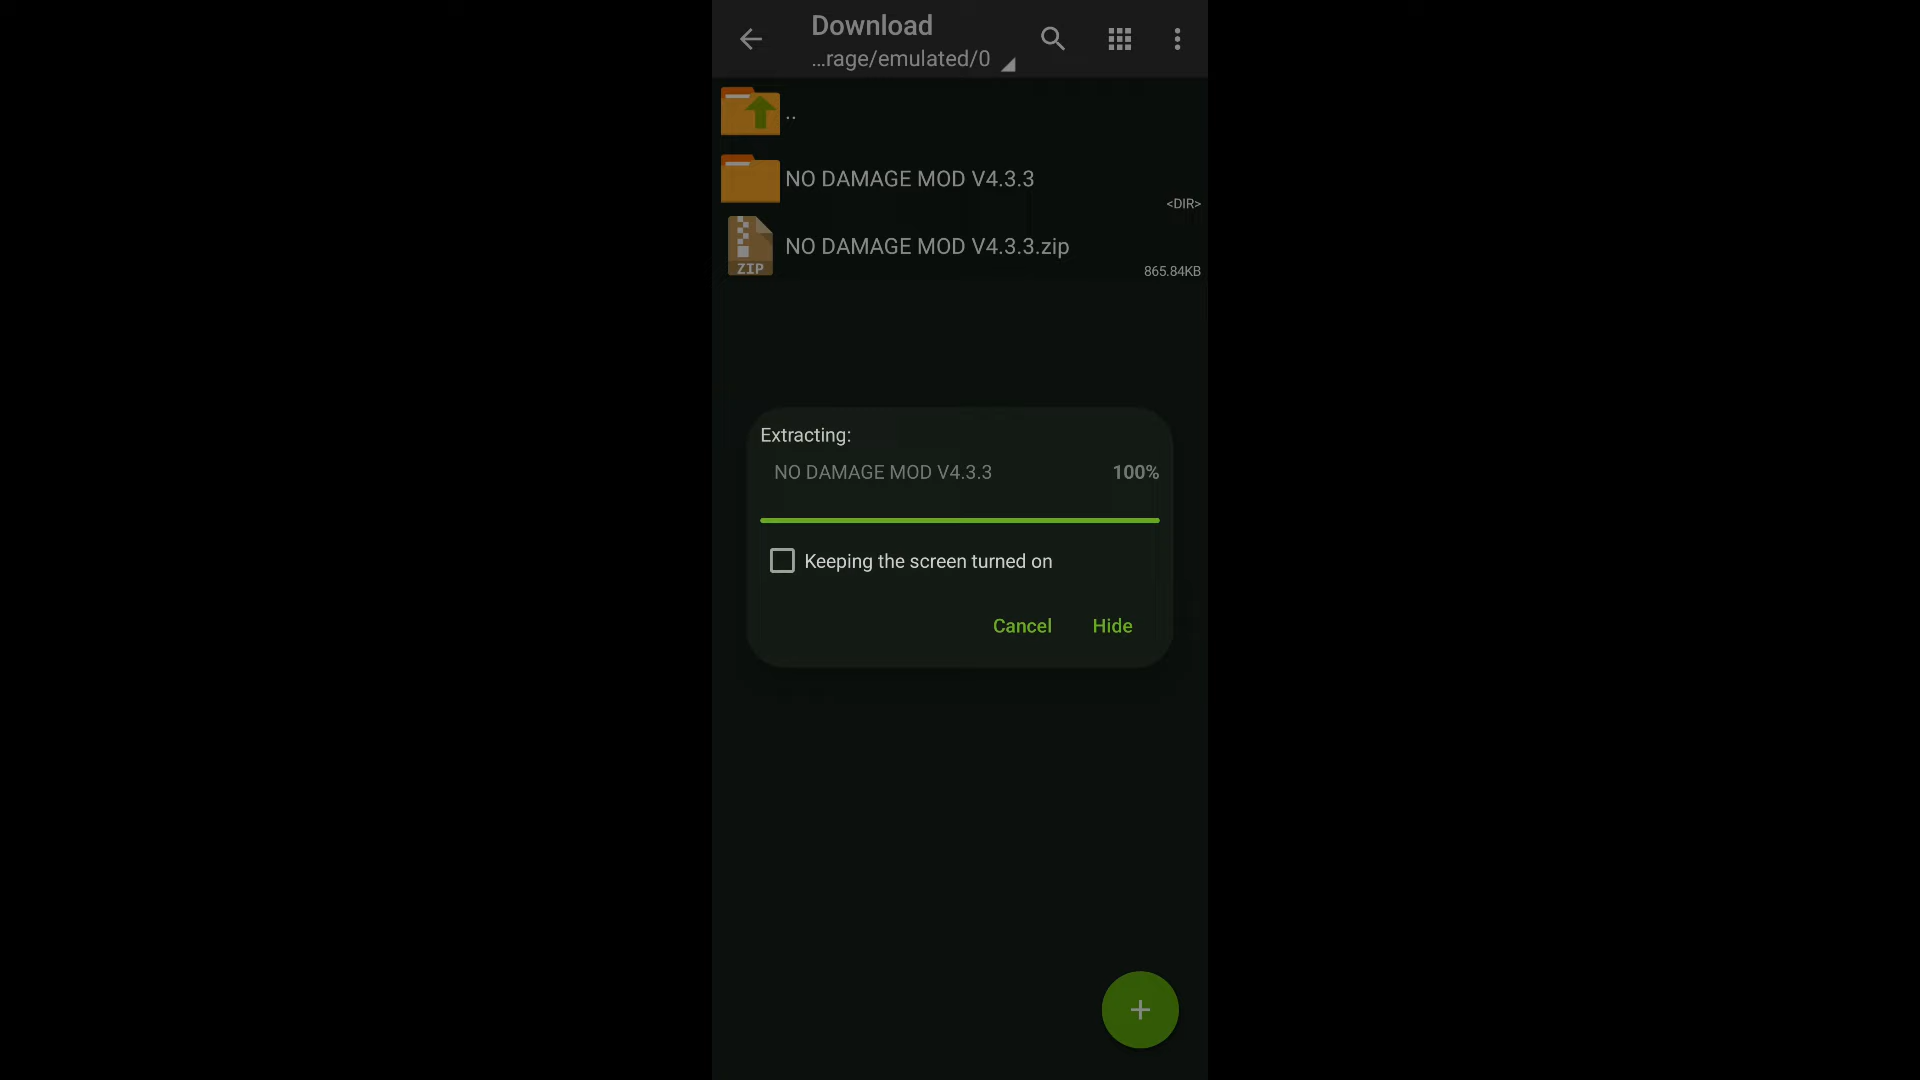 Download
...rage/emulated/0
..
NO DAMAGE MOD V4.3.3
<DIR>
NO DAMAGE MOD V4.3.3.zip
ZIP
865.84KB
Extracting:
NO DAMAGE MOD V4.3.3 100%
Keeping the screen turned on
Cancel Hide